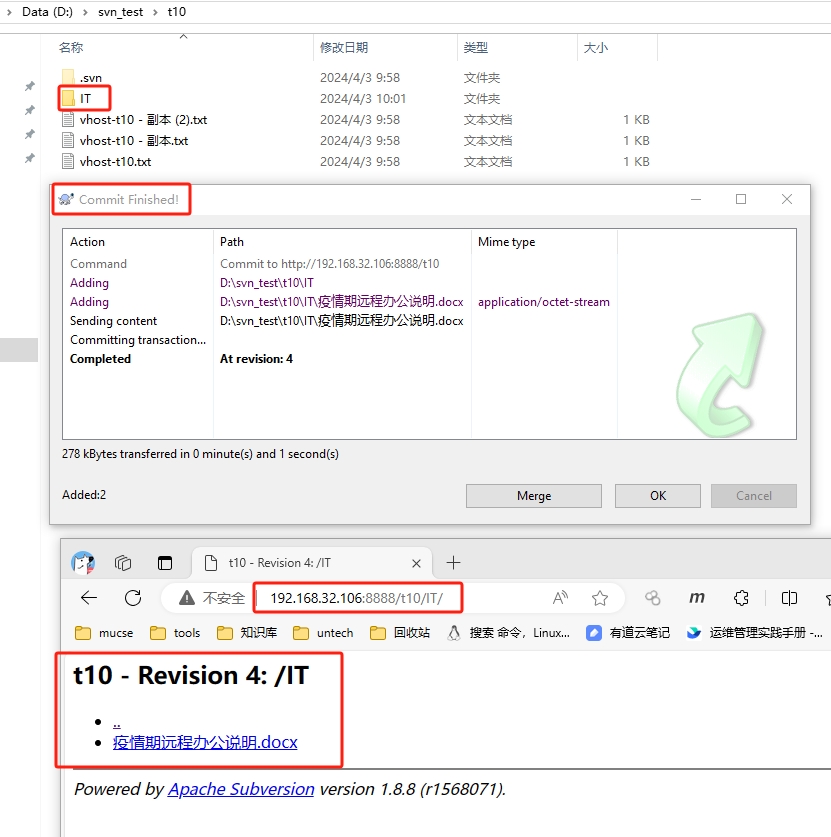 Data (D:) svn_test t10
名称 修改日期 类型 大小
.svn 2024/4/3 9:58 文件夹
IT 2024/4/3 10:01 文件夹
vhost-t10 - 副本 (2).txt 2024/4/3 9:58 文本文档 1 KB
vhost-t10 - 副本.txt 2024/4/3 9:58 文本文档 1 KB
vhost-t10.txt 2024/4/3 9:58 文本文档 1 KB
Commit Finished!
Action Path Mime type
Command Commit to http://192.168.32.106:8888/t10
Adding D:\svn_test\t10\IT
Adding D:\svn_test\t10\IT\疫情期远程办公说明.docx application/octet-stream
Sending content D:\svn_test\t10\IT\疫情期远程办公说明.docx
Committing transaction...
Completed At revision: 4
278 kBytes transferred in 0 minute(s) and 1 second(s)
Added:2 Merge OK Cancel
t10 - Revision 4: /IT
不安全 192.168.32.106:8888/t10/IT/ A m
mucse tools 知识库 untech 回收站 搜索 命令，Linux... 有道云笔记 运维管理实践手册 -...
t10 - Revision 4: /IT
..
疫情期远程办公说明.docx
Powered by Apache Subversion version 1.8.8 (r1568071).